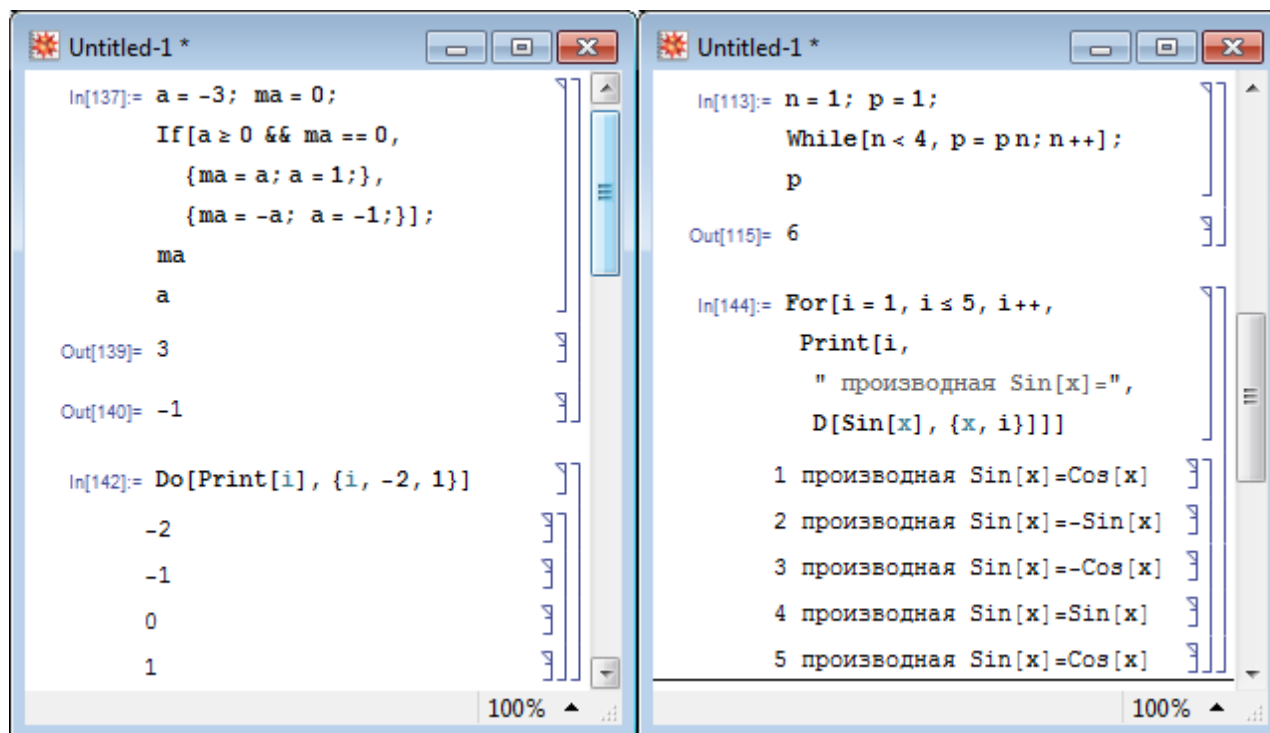 Untitled-1 *
In[137]:= a = -3; ma = 0;
If[a ≥ 0 && ma == 0,
{ma = a; a = 1;},
{ma = -a; a = -1;}];
ma
a
Out[139]= 3
Out[140]= -1
In[142]:= Do[Print[i], {i, -2, 1}]
-2
-1
0
1
100%
Untitled-1 *
In[113]:= n = 1; p = 1;
While[n < 4, p = p n; n ++];
p
Out[115]= 6
In[144]:= For[i = 1, i ≤ 5, i++,
Print[i,
" производная Sin[x]=",
D[Sin[x], {x, i}]]]
1 производная Sin[x]=Cos[x]
2 производная Sin[x]=-Sin[x]
3 производная Sin[x]=-Cos[x]
4 производная Sin[x]=Sin[x]
5 производная Sin[x]=Cos[x]
100%